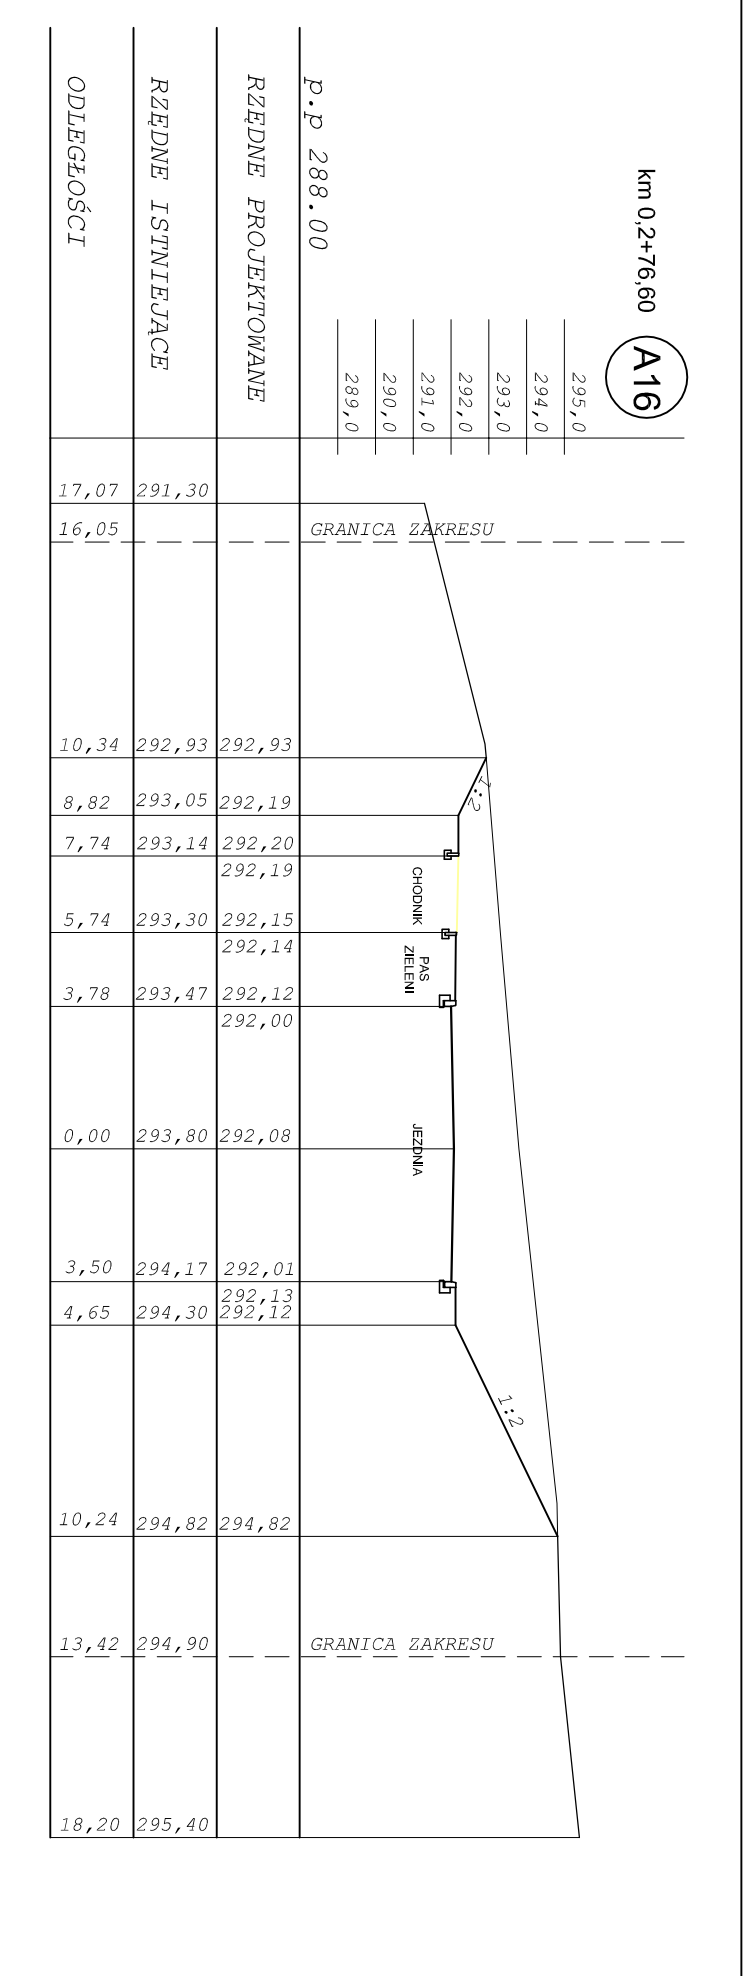 km 0,2+76,60
A16
295,0
294,0
293,0
292,0
291,0
290,0
289,0
p.p 288.00
RZĘDNE PROJEKTOWANE
RZĘDNE ISTNIEJĄCE
ODLEGŁOŚCI
17,07 291,30
16,05 GRANICA ZAKRESU
10,34 292,93 292,93
1:2
8,82 293,05 292,19
7,74 293,14 292,20
292,19
CHODNIK
5,74 293,30 292,15
292,14
PAS
ZIELENI
3,78 293,47 292,12
292,00
0,00 293,80 292,08
JEZDNIA
3,50 294,17 292,01
292,13
4,65 294,30 292,12
1:2
10,24 294,82 294,82
13,42 294,90 GRANICA ZAKRESU
18,20 295,40